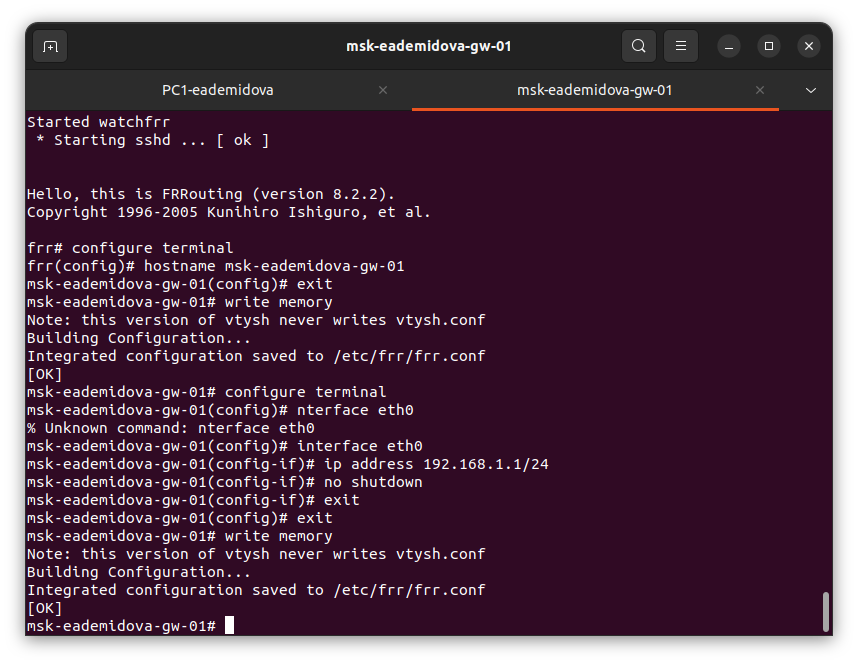 msk-eademidova-gw-01
PC1-eademidova
msk-eademidova-gw-01
Started watchfrr
 * Starting sshd ... [ ok ]
Hello, this is FRRouting (version 8.2.2).
Copyright 1996-2005 Kunihiro Ishiguro, et al.
frr# configure terminal
frr(config)# hostname msk-eademidova-gw-01
msk-eademidova-gw-01(config)# exit
msk-eademidova-gw-01# write memory
Note: this version of vtysh never writes vtysh.conf
Building Configuration...
Integrated configuration saved to /etc/frr/frr.conf
[OK]
msk-eademidova-gw-01# configure terminal
msk-eademidova-gw-01(config)# nterface eth0
% Unknown command: nterface eth0
msk-eademidova-gw-01(config)# interface eth0
msk-eademidova-gw-01(config-if)# ip address 192.168.1.1/24
msk-eademidova-gw-01(config-if)# no shutdown
msk-eademidova-gw-01(config-if)# exit
msk-eademidova-gw-01(config)# exit
msk-eademidova-gw-01# write memory
Note: this version of vtysh never writes vtysh.conf
Building Configuration...
Integrated configuration saved to /etc/frr/frr.conf
[OK]
msk-eademidova-gw-01#